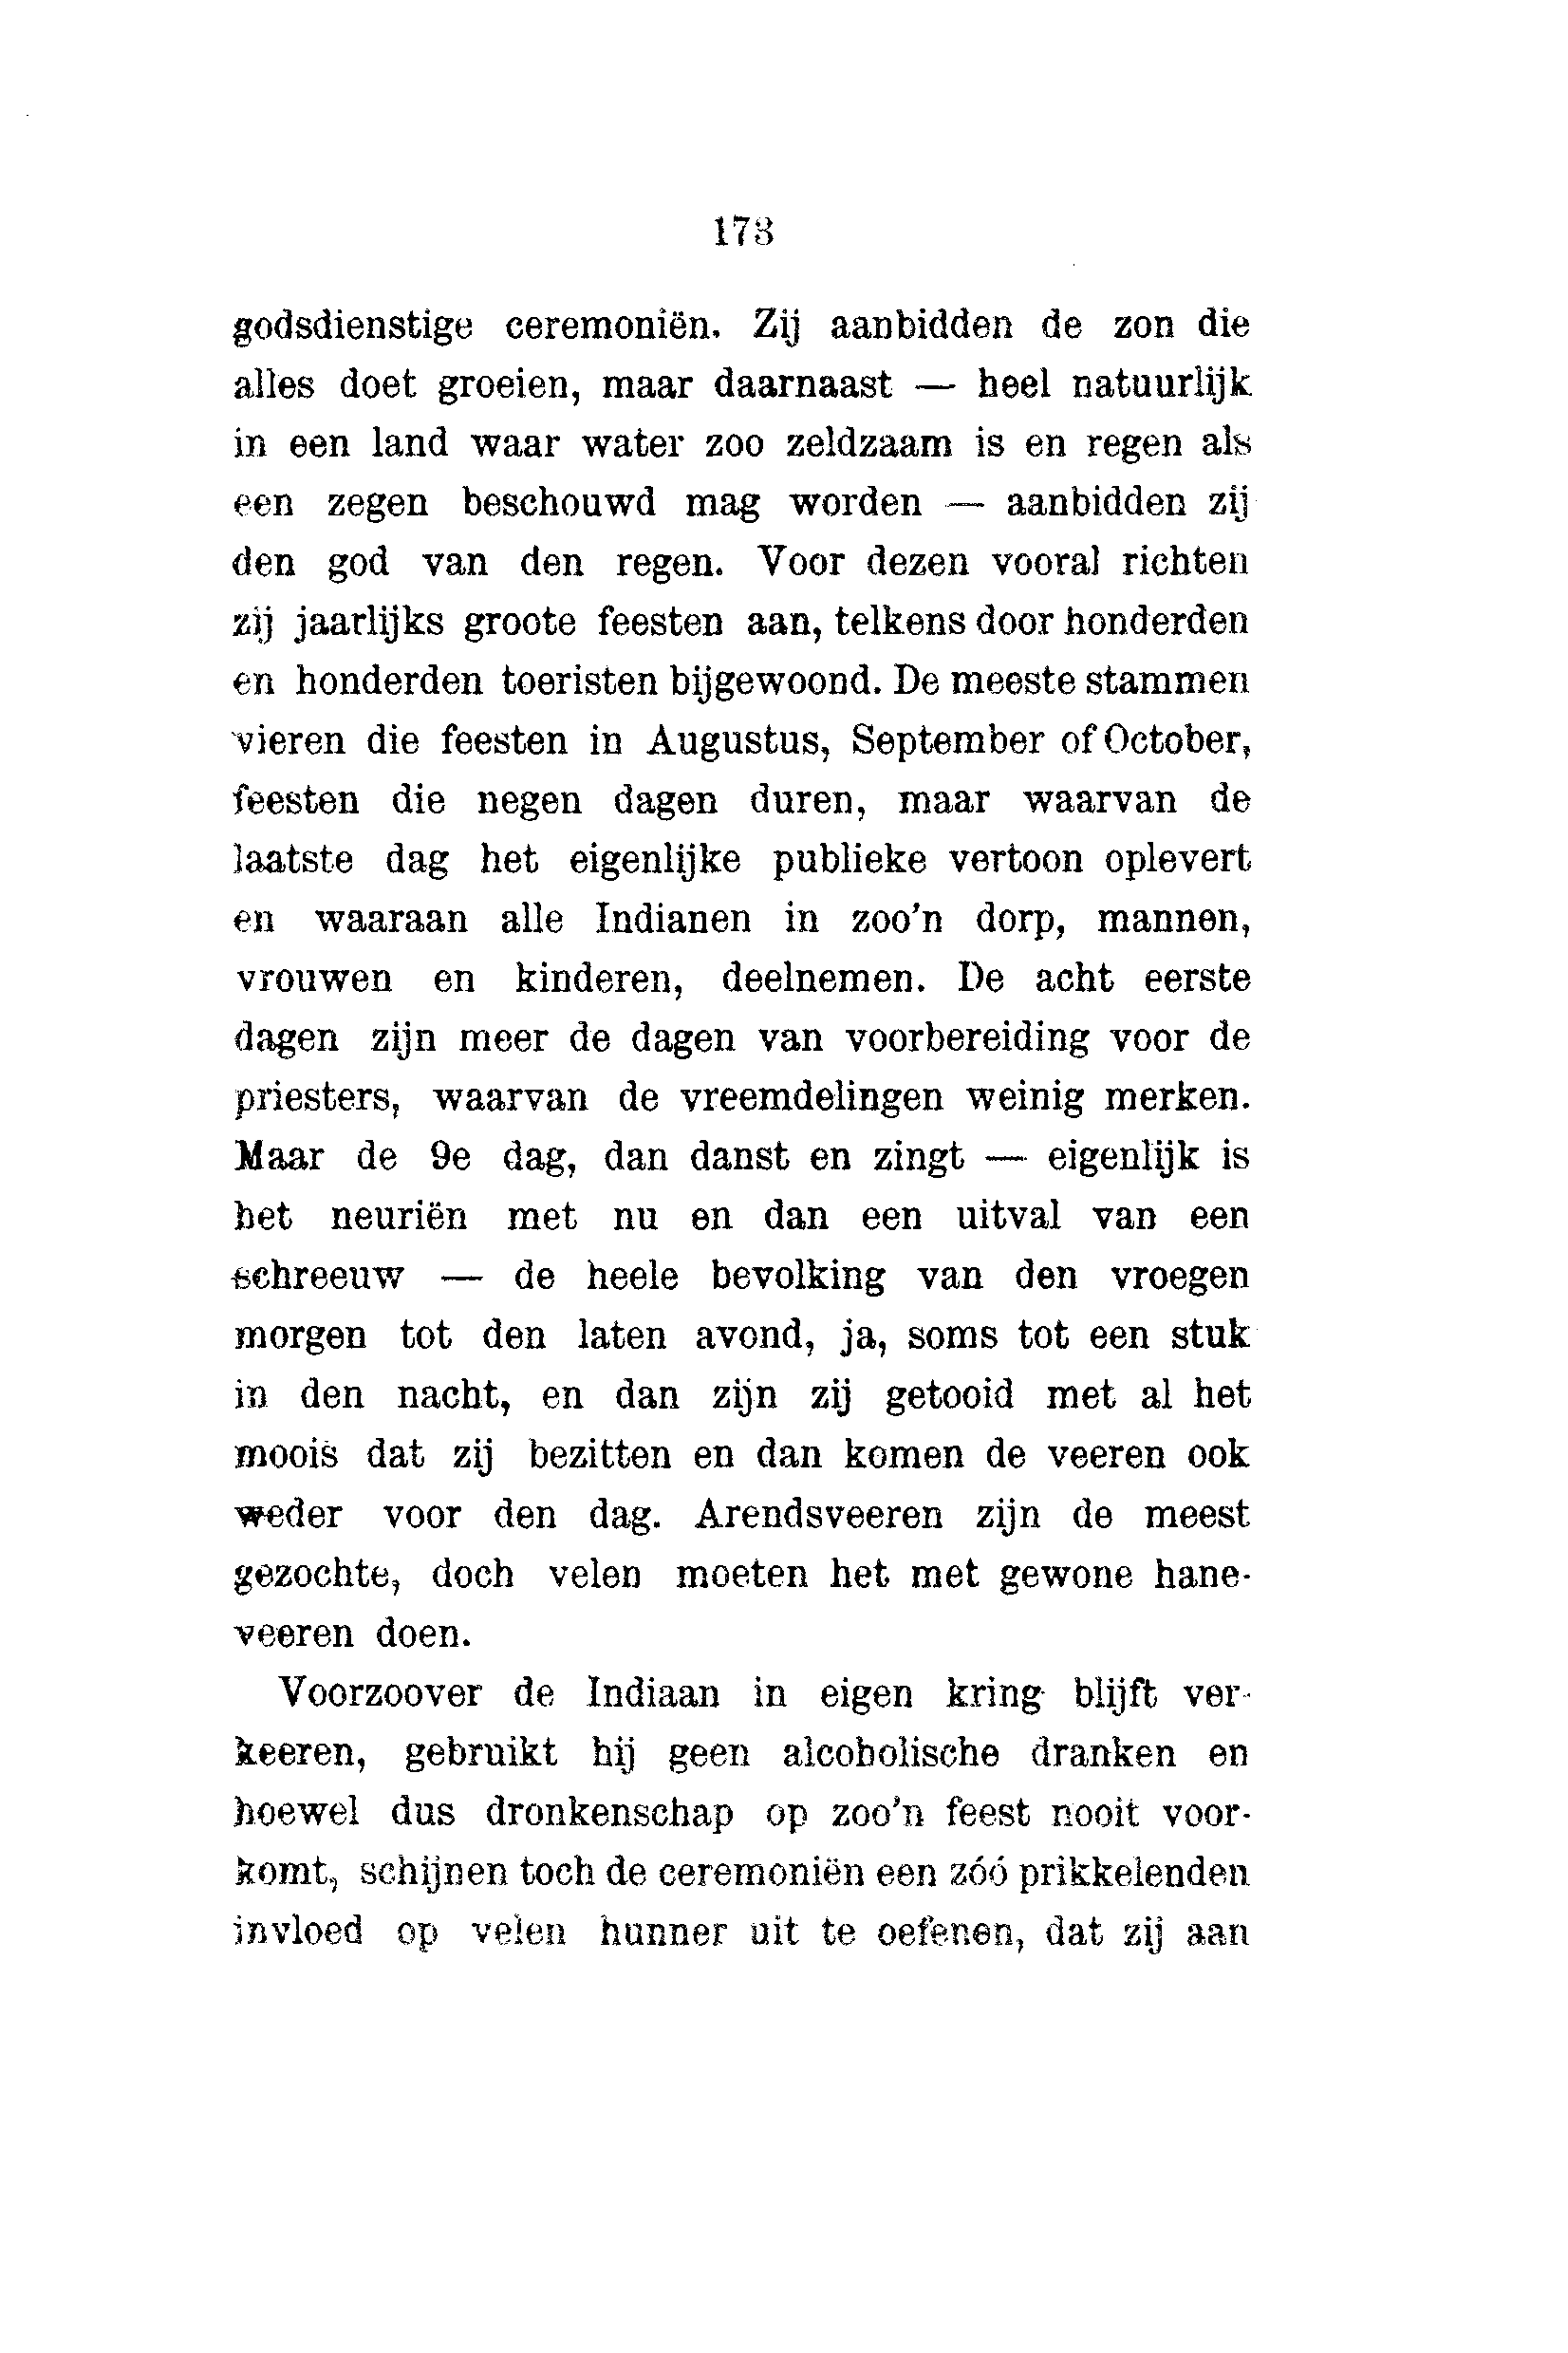 173
godsdienstige ceremoniën. Zij aanbidden de zon die
alles doet groeien, maar daarnaast — heel natuurlijk
in een land waar water zoo zeldzaam is en regen als
een zegen beschouwd mag worden — aanbidden zij
den god van den regen. Voor dezen vooral richten
zij jaarlijks groote feesten aan, telkens door honderden
en honderden toeristen bijgewoond. De meeste stammen
vieren die feesten in Augustus, September of October,
feesten die negen dagen duren, maar waarvan de
laatste dag het eigenlijke publieke vertoon oplevert
en waaraan alle Indianen in zoo'n dorp, mannen,
vrouwen en kinderen, deelnemen. De acht eerste
dagen zijn meer de dagen van voorbereiding voor de
priesters, waarvan de vreemdelingen weinig merken.
Maar de 9e dag, dan danst en zingt — eigenlijk is
het neuriën met nu en dan een uitval van een
schreeuw — de heele bevolking van den vroegen
morgen tot den laten avond, ja, soms tot een stuk
in den nacht, en dan zijn zij getooid met al het
moois dat zij bezitten en dan komen de veeren ook
weder voor den dag. Arendsveeren zijn de meest
gezochte, doch velen moeten het met gewone hane-
veeren doen.
Voorzoover de Indiaan in eigen kring blijft ver-
keeren, gebruikt hij geen alcoholische dranken en
hoewel dus dronkenschap op zoo'n feest nooit voor-
komt, schijnen toch de ceremoniën een zóó prikkelenden
invloed op velen hunner uit te oefenen, dat zij aan